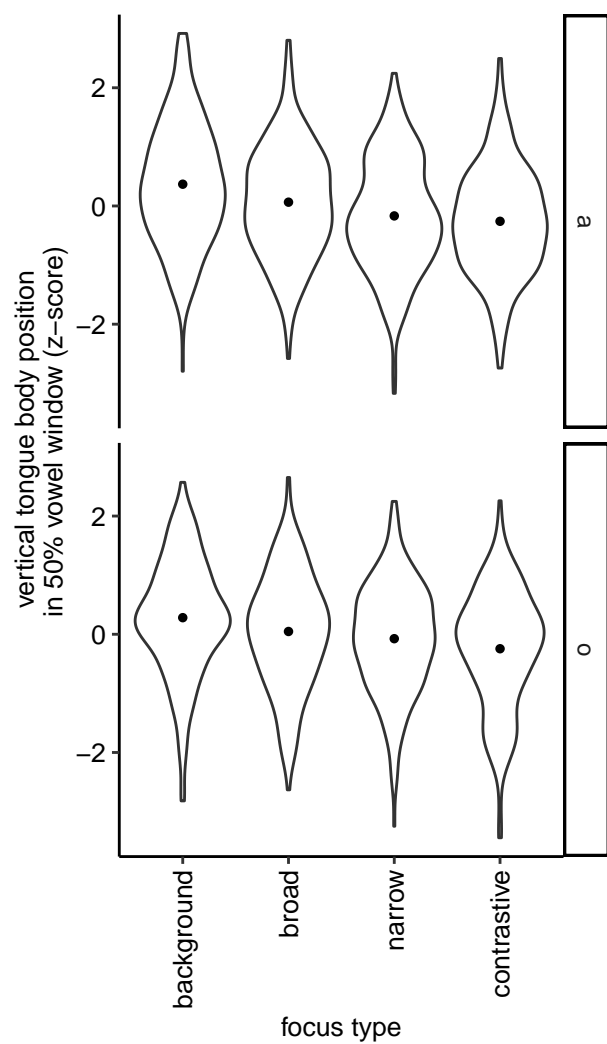 vertical tongue body position
in 50% vowel window (z−score)
2
0
−2
a
2
0
−2
o
background
broad
narrow
contrastive
focus type